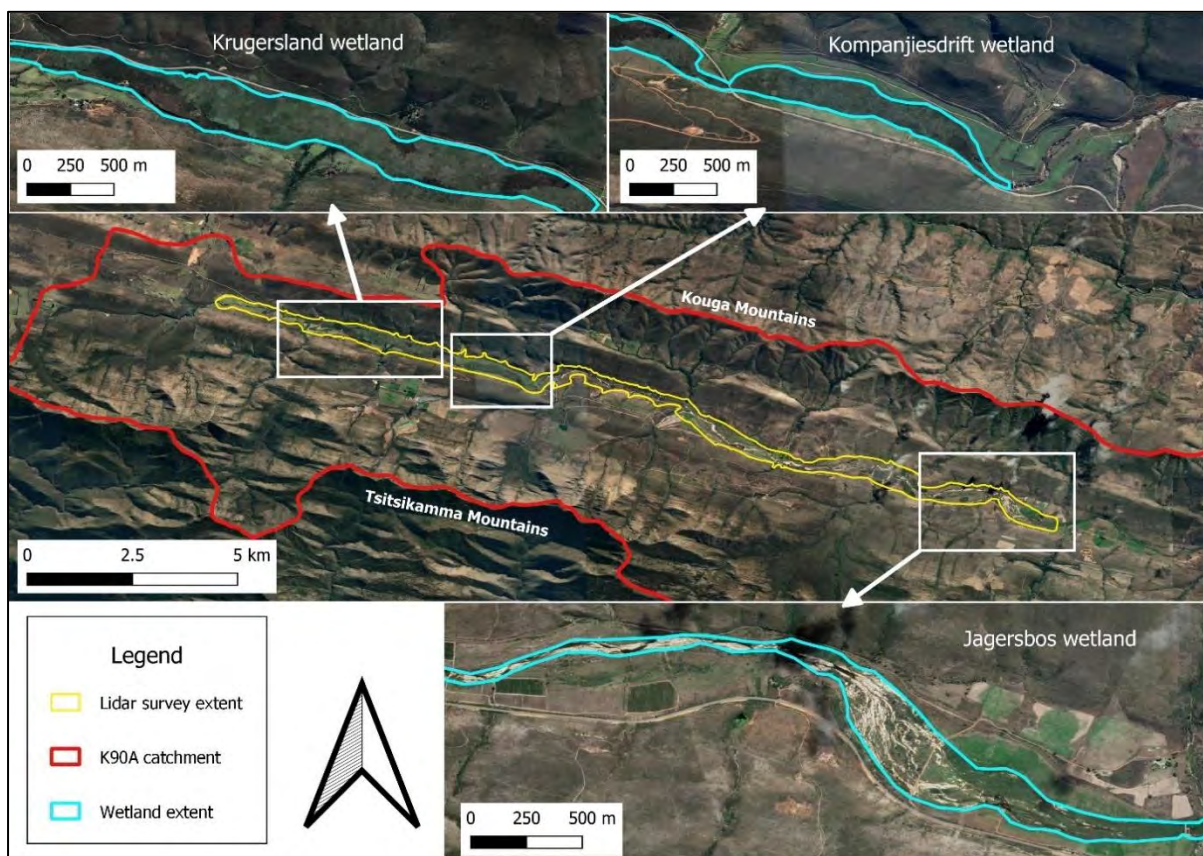 Krugersland wetland
0 250 500 m
Kompanjiesdrift wetland
0 250 500 m
Kouga Mountains
Tsitsikamma Mountains
0 2.5 5 km
Legend
Lidar survey extent
K90A catchment
Wetland extent
Jagersbos wetland
0 250 500 m